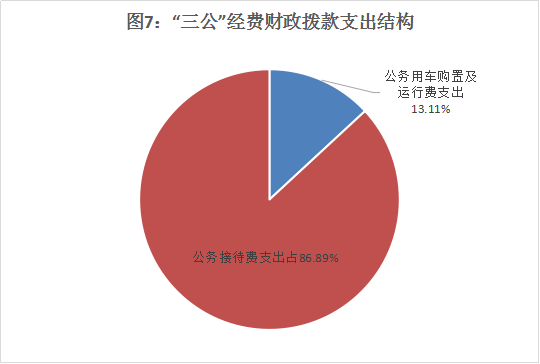 图7：“三公”经费财政拨款支出结构
公务用车购置及
运行费支出
13.11%
公务接待费支出占86.89%